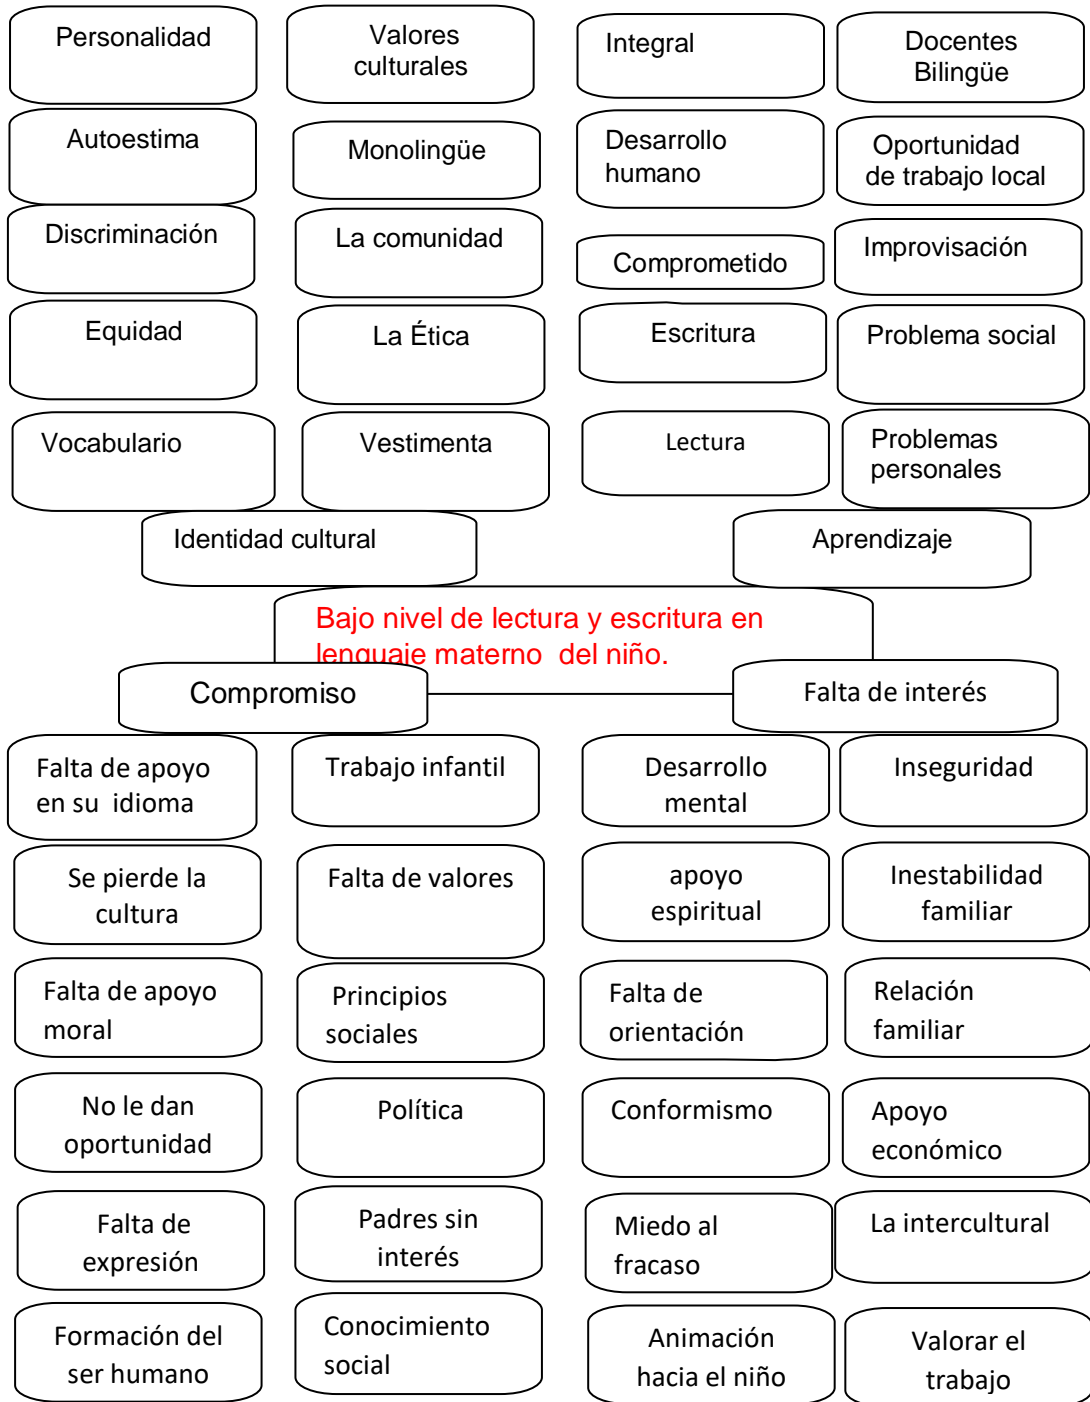 Personalidad
Valores
culturales
Integral
Docentes
Bilingüe
Autoestima
Monolingüe
Desarrollo
humano
Oportunidad
de trabajo local
Discriminación
La comunidad
Comprometido
Improvisación
Equidad
La Ética
Escritura
Problema social
Vocabulario
Vestimenta
Lectura
Problemas
personales
Identidad cultural
Aprendizaje
Bajo nivel de lectura y escritura en
lenguaje materno del niño.
Compromiso
Falta de interés
Falta de apoyo
en su idioma
Trabajo infantil
Desarrollo
mental
Inseguridad
Se pierde la
cultura
Falta de valores
apoyo
espiritual
Inestabilidad
familiar
Falta de apoyo
moral
Principios
sociales
Falta de
orientación
Relación
familiar
No le dan
oportunidad
Política
Conformismo
Apoyo
económico
Falta de
expresión
Padres sin
interés
Miedo al
fracaso
La intercultural
Formación del
ser humano
Conocimiento
social
Animación
hacia el niño
Valorar el
trabajo